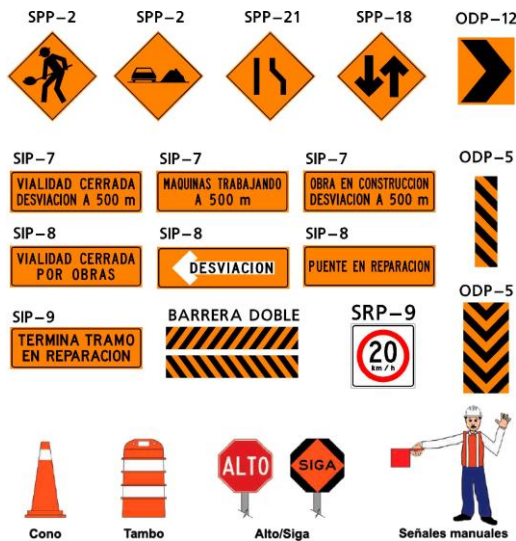 SPP-2
SPP-2
SPP-21
SPP-18
ODP-12
SIP-7
VIALIDAD CERRADA
DESVIACION A 500 m
SIP-7
MAQUINAS TRABAJANDO
A 500 m
SIP-7
OBRA EN CONSTRUCCION
DESVIACION A 500 m
ODP-5
SIP-8
VIALIDAD CERRADA
POR OBRAS
SIP-8
DESVIACION
SIP-8
PUENTE EN REPARACION
ODP-5
SIP-9
TERMINA TRAMO
EN REPARACION
BARRERA DOBLE
SRP-9
20
km/h
ALTO
SIGA
Cono
Tambo
Alto/Siga
Señales manuales